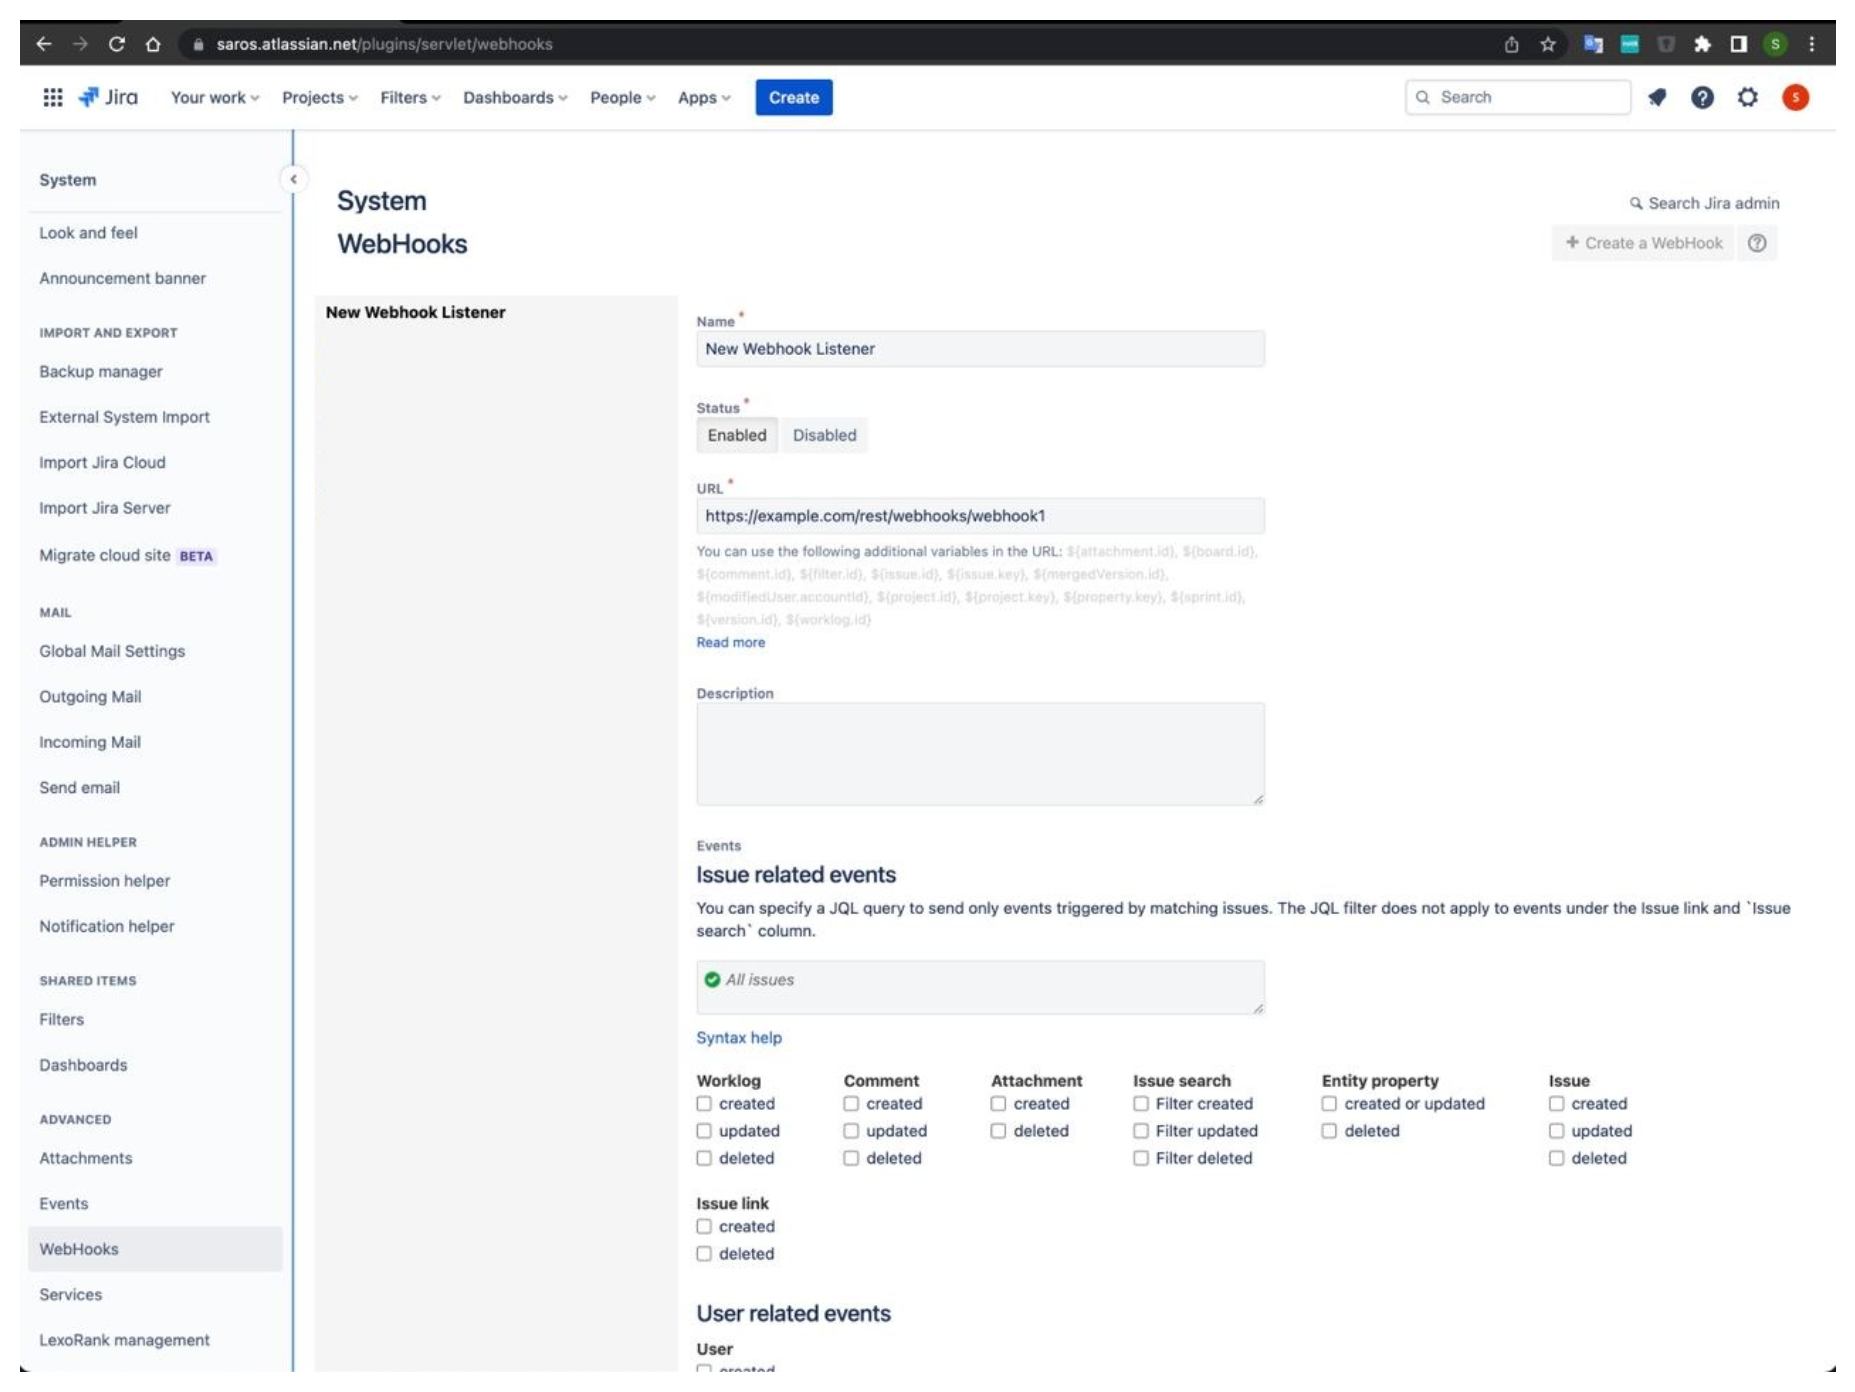 saros.atlassian.net/plugins/servlet/webhooks
S
Jira
Your work
Projects
Filters
Dashboards
People
Apps
Create
Search
S
System
Look and feel
Announcement banner
IMPORT AND EXPORT
Backup manager
External System Import
Import Jira Cloud
Import Jira Server
Migrate cloud site BETA
MAIL
Global Mail Settings
Outgoing Mail
Incoming Mail
Send email
ADMIN HELPER
Permission helper
Notification helper
SHARED ITEMS
Filters
Dashboards
ADVANCED
Attachments
Events
WebHooks
Services
LexoRank management
System
WebHooks
Search Jira admin
+ Create a WebHook
New Webhook Listener
Name *
New Webhook Listener
Status *
Enabled Disabled
URL *
https://example.com/rest/webhooks/webhook1
You can use the following additional variables in the URL: ${attachment.id}, ${board.id},
${comment.id}, ${filter.id}, ${issue.id}, ${issue.key}, ${mergedVersion.id},
${modifiedUser.accountId}, ${project.id}, ${project.key}, ${property.key}, ${sprint.id},
${version.id}, ${worklog.id}
Read more
Description
Events
Issue related events
You can specify a JQL query to send only events triggered by matching issues. The JQL filter does not apply to events under the Issue link and `Issue
search` column.
All issues
Syntax help
Worklog
created
updated
deleted
Comment
created
updated
deleted
Attachment
created
deleted
Issue search
Filter created
Filter updated
Filter deleted
Entity property
created or updated
deleted
Issue
created
updated
deleted
Issue link
created
deleted
User related events
User
created